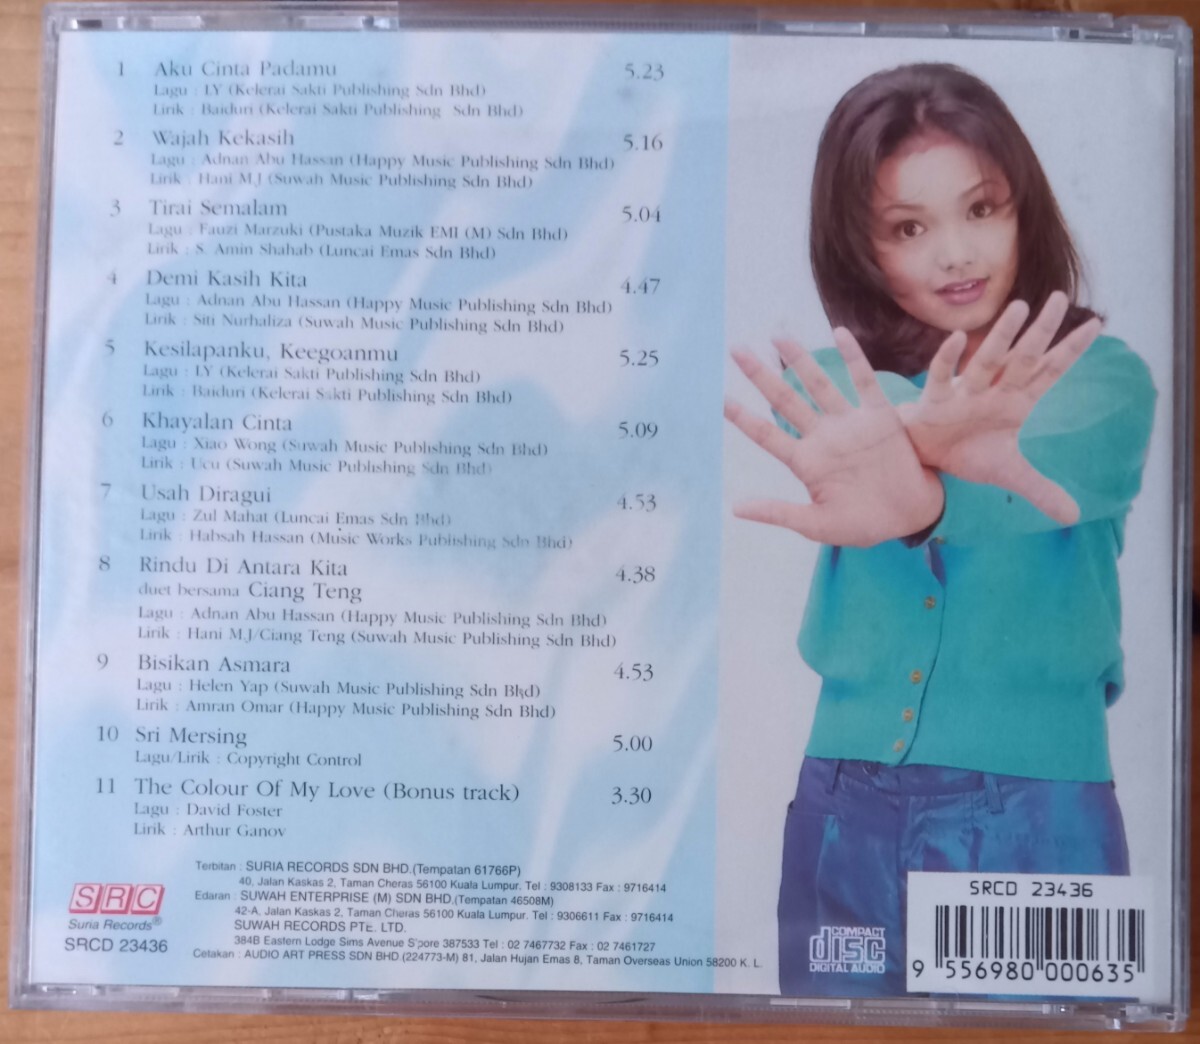 1 Aku Cinta Padamu 5.23
Lagu : LY (Kelerai Sakti Publishing Sdn Bhd)
Lirik : Baiduri (Kelerai Sakti Publishing Sdn Bhd)
2 Wajah Kekasih 5.16
Lagu : Adnan Abu Hassan (Happy Music Publishing Sdn Bhd)
Lirik : Hani M.J (Suwah Music Publishing Sdn Bhd)
3 Tirai Semalam 5.04
Lagu : Fauzi Marzuki (Pustaka Muzik EMI (M) Sdn Bhd)
Lirik : S. Amin Shahab (Luncai Emas Sdn Bhd)
4 Demi Kasih Kita 4.47
Lagu : Adnan Abu Hassan (Happy Music Publishing Sdn Bhd)
Lirik : Siti Nurhaliza (Suwah Music Publishing Sdn Bhd)
5 Kesilapanku, Keegoanmu 5.25
Lagu : LY (Kelerai Sakti Publishing Sdn Bhd)
Lirik : Baiduri (Kelerai Sakti Publishing Sdn Bhd)
6 Khayalan Cinta 5.09
Lagu : Xiao Wong (Suwah Music Publishing Sdn Bhd)
Lirik : Ucu (Suwah Music Publishing Sdn Bhd)
7 Usah Diragui 4.53
Lagu : Zul Mahat (Luncai Emas Sdn Bhd)
Lirik : Habsah Hassan (Music Works Publishing Sdn Bhd)
8 Rindu Di Antara Kita 4.38
duet bersama Ciang Teng
Lagu : Adnan Abu Hassan (Happy Music Publishing Sdn Bhd)
Lirik : Hani M.J/Ciang Teng (Suwah Music Publishing Sdn Bhd)
9 Bisikan Asmara 4.53
Lagu : Helen Yap (Suwah Music Publishing Sdn Bhd)
Lirik : Amran Omar (Happy Music Publishing Sdn Bhd)
10 Sri Mersing 5.00
Lagu/Lirik : Copyright Control
11 The Colour Of My Love (Bonus track) 3.30
Lagu : David Foster
Lirik : Arthur Ganov
Terbitan : SURIA RECORDS SDN BHD.(Tempatan 61766P)
40, Jalan Kaskas 2, Taman Cheras 56100 Kuala Lumpur. Tel : 9308133 Fax : 9716414
Edaran : SUWAH ENTERPRISE (M) SDN BHD.(Tempatan 46508M)
42-A, Jalan Kaskas 2, Taman Cheras 56100 Kuala Lumpur. Tel : 9306611 Fax : 9716414
SUWAH RECORDS PTE. LTD.
384B Eastern Lodge Sims Avenue S'pore 387533 Tel : 02 7467732 Fax : 02 7461727
Cetakan : AUDIO ART PRESS SDN BHD.(224773-M) 81, Jalan Hujan Emas 8, Taman Overseas Union 58200 K. L.
SRC
Suria Records®
SRCD 23436
COMPACT
disc
DIGITAL AUDIO
SRCD 23436
9 556980 000635